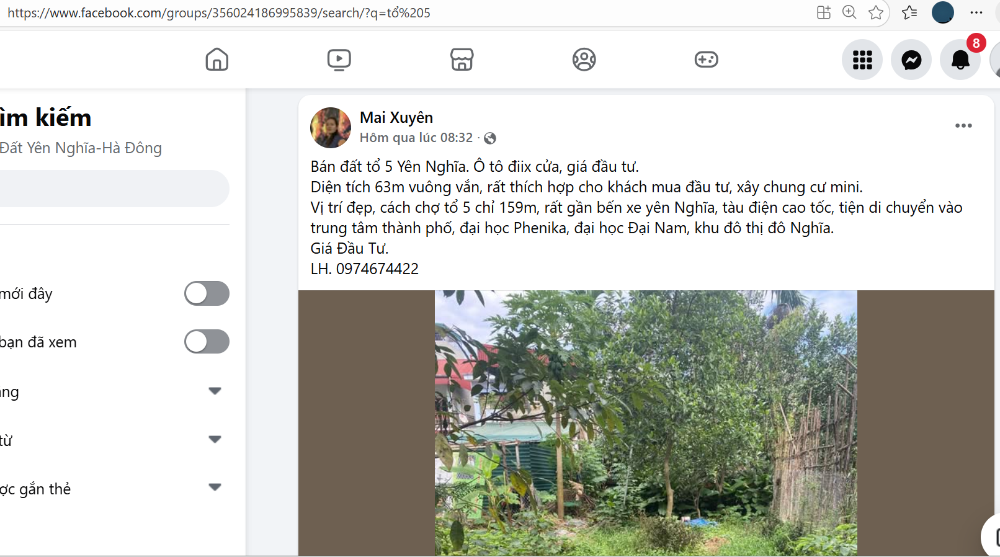 https://www.facebook.com/groups/356024186995839/search/?q=tổ%205
8
ìm kiếm
Đất Yên Nghĩa-Hà Đông
mới đây
bạn đã xem
ng
từ
ợc gắn thẻ
Mai Xuyên
Hôm qua lúc 08:32 ·
Bán đất tổ 5 Yên Nghĩa. Ô tô điix cửa, giá đầu tư.
Diện tích 63m vuông vắn, rất thích hợp cho khách mua đầu tư, xây chung cư mini.
Vị trí đẹp, cách chợ tổ 5 chỉ 159m, rất gần bến xe yên Nghĩa, tàu điện cao tốc, tiện di chuyển vào
trung tâm thành phố, đại học Phenika, đại học Đại Nam, khu đô thị đô Nghĩa.
Giá Đầu Tư.
LH. 0974674422